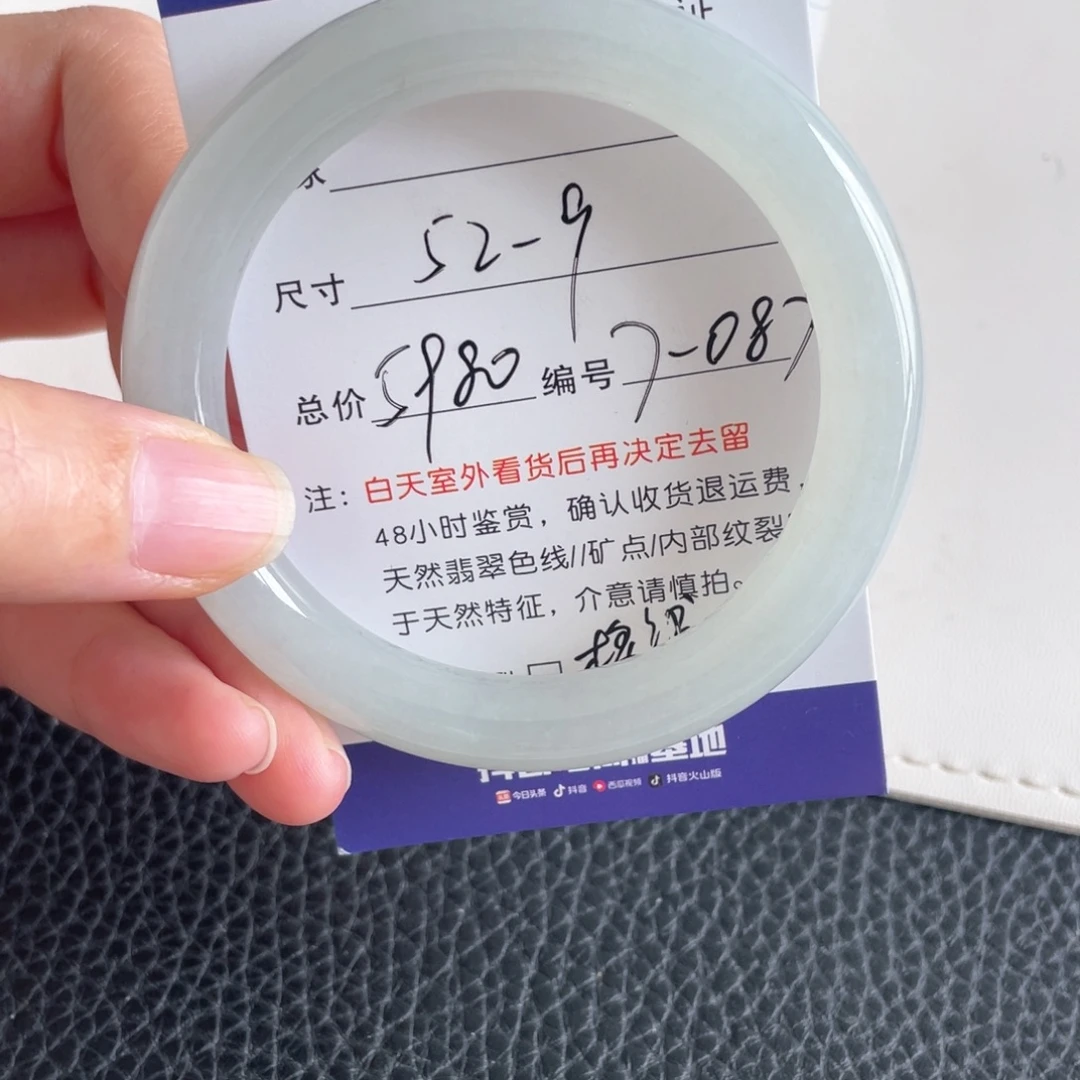 证
尺寸 52-9
总价 5980 编号 7-087
注：白天室外看货后再决定去留
48小时鉴赏，确认收货退运费，
天然翡翠色线//矿点/内部纹裂
于天然特征，介意请慎拍。
基地
今日头条 抖音 西瓜视频 抖音火山版